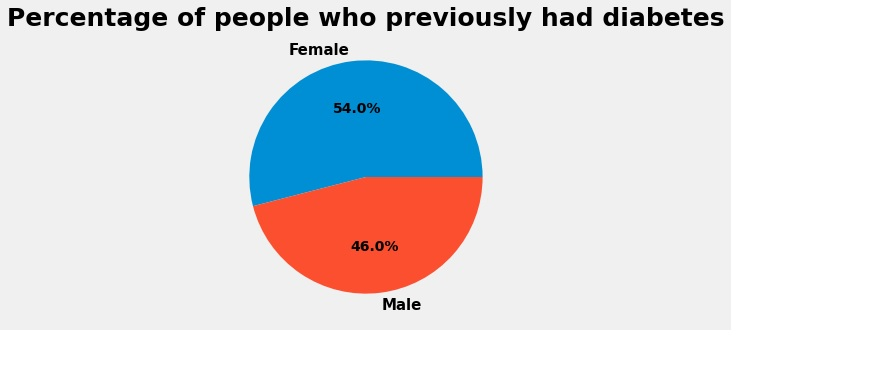 Percentage of people who previously had diabetes
Female
54.0%
46.0%
Male